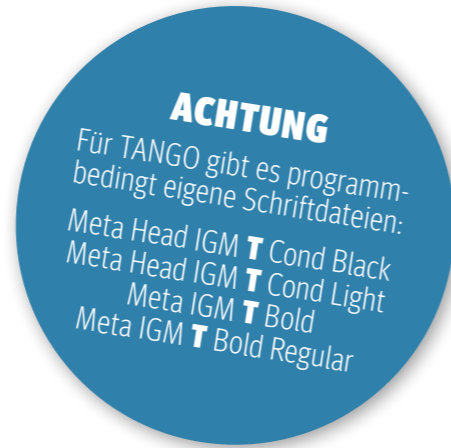 ACHTUNG
Für TANGO gibt es programm-
bedingt eigene Schriftdateien:
Meta Head IGM T Cond Black
Meta Head IGM T Cond Light
Meta IGM T Bold
Meta IGM T Bold Regular